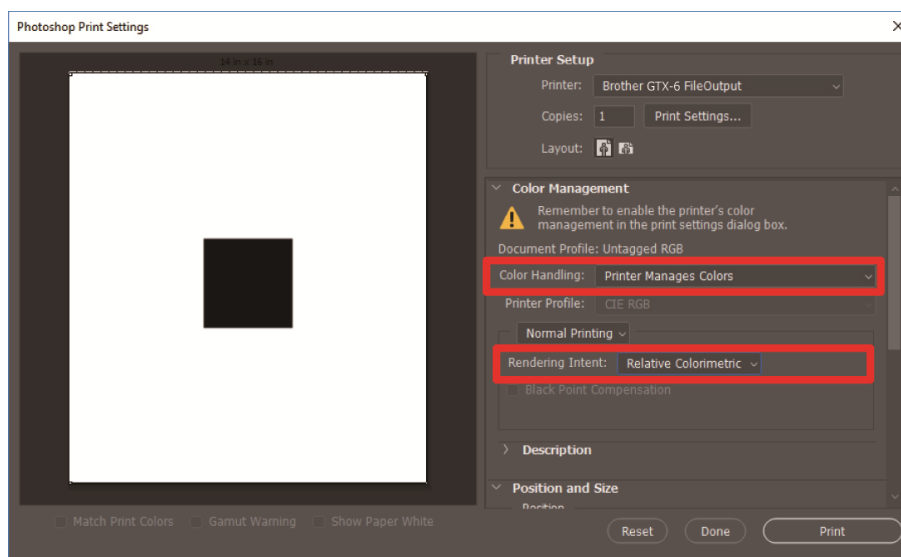 Photoshop Print Settings
14 in x 16 in
Printer Setup
Printer: Brother GTX-6 FileOutput
Copies: 1 Print Settings...
Layout:
Color Management
Remember to enable the printer's color
management in the print settings dialog box.
Document Profile: Untagged RGB
Color Handling: Printer Manages Colors
Printer Profile: CIE RGB
Normal Printing
Rendering Intent: Relative Colorimetric
Black Point Compensation
Description
Position and Size
Position
Match Print Colors Gamut Warning Show Paper White
Reset Done Print